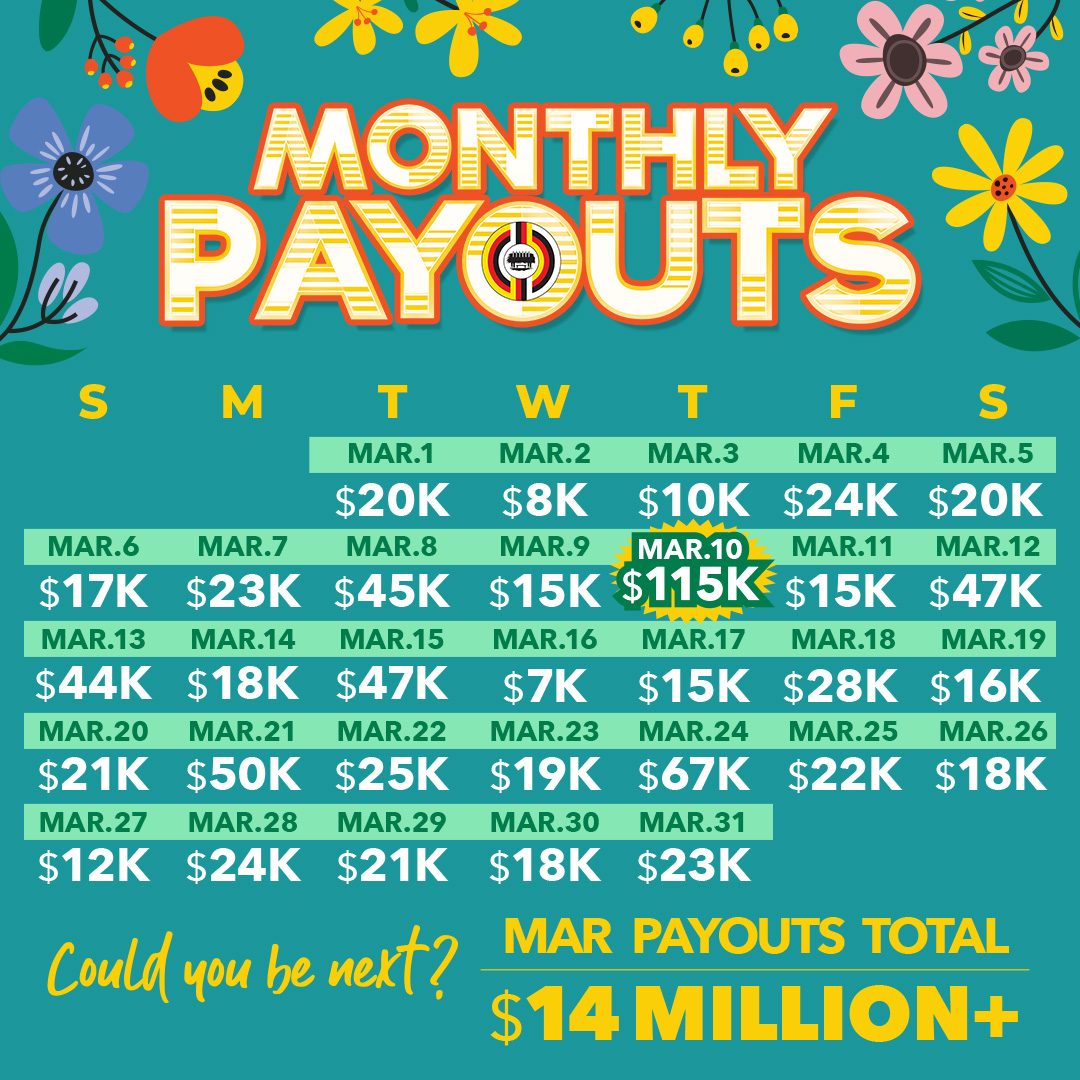 MONTHLY
PAYOUTS
S M T W T F S
MAR.1 MAR.2 MAR.3 MAR.4 MAR.5
$20K $8K $10K $24K $20K
MAR.6 MAR.7 MAR.8 MAR.9 MAR.10 MAR.11 MAR.12
$17K $23K $45K $15K $115K $15K $47K
MAR.13 MAR.14 MAR.15 MAR.16 MAR.17 MAR.18 MAR.19
$44K $18K $47K $7K $15K $28K $16K
MAR.20 MAR.21 MAR.22 MAR.23 MAR.24 MAR.25 MAR.26
$21K $50K $25K $19K $67K $22K $18K
MAR.27 MAR.28 MAR.29 MAR.30 MAR.31
$12K $24K $21K $18K $23K
Could you be next?
MAR PAYOUTS TOTAL
$14 MILLION+